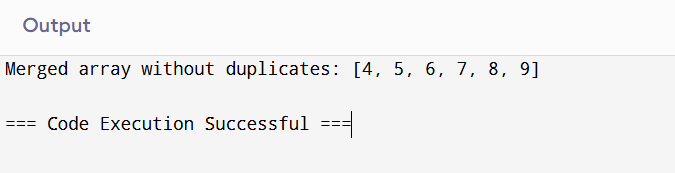 Output
Merged array without duplicates: [4, 5, 6, 7, 8, 9]
=== Code Execution Successful ===